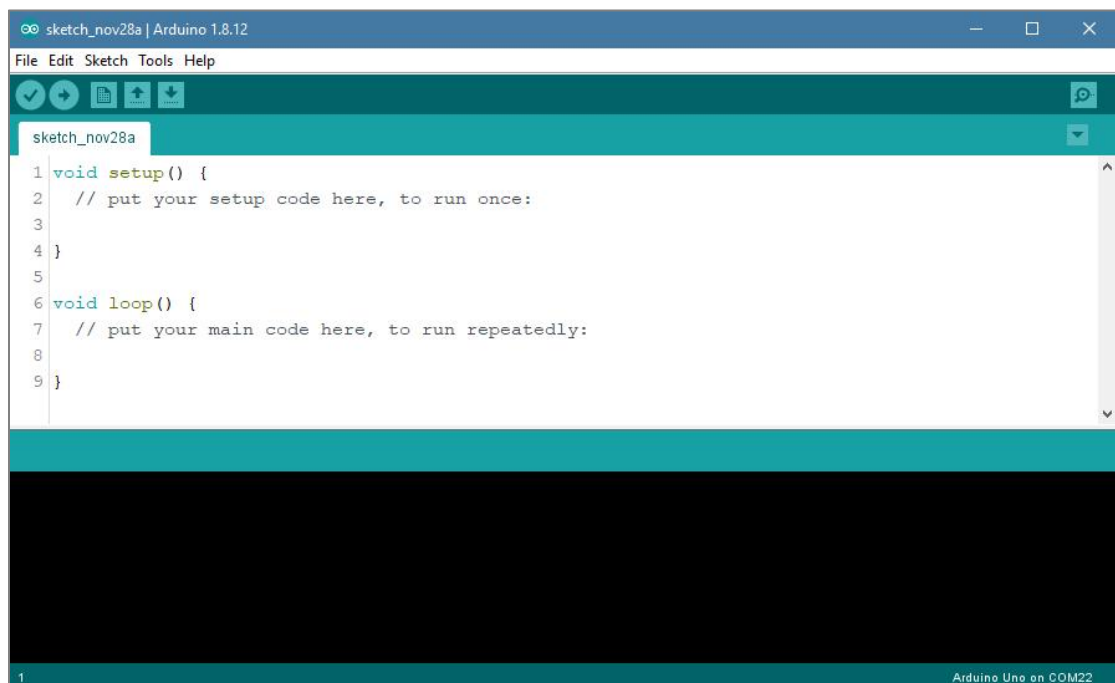 sketch_nov28a | Arduino 1.8.12
File Edit Sketch Tools Help
sketch_nov28a
1 void setup() {
2   // put your setup code here, to run once:
3
4 }
5
6 void loop() {
7   // put your main code here, to run repeatedly:
8
9 }
1 Arduino Uno on COM22